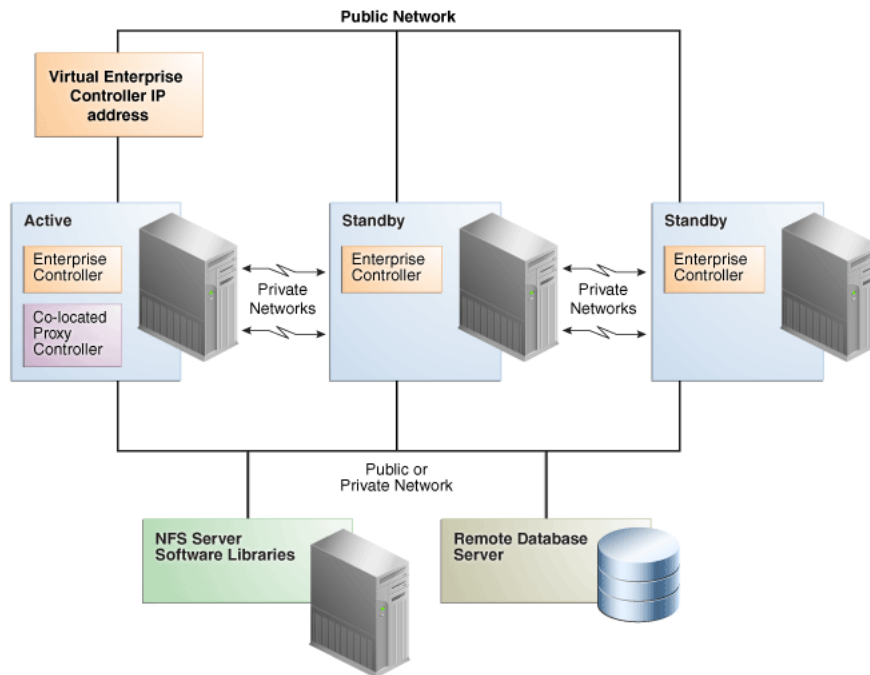 Public Network
Virtual Enterprise
Controller IP
address
Active
Enterprise
Controller
Co-located
Proxy
Controller
Private
Networks
Standby
Enterprise
Controller
Private
Networks
Standby
Enterprise
Controller
Public or
Private Network
NFS Server
Software Libraries
Remote Database
Server